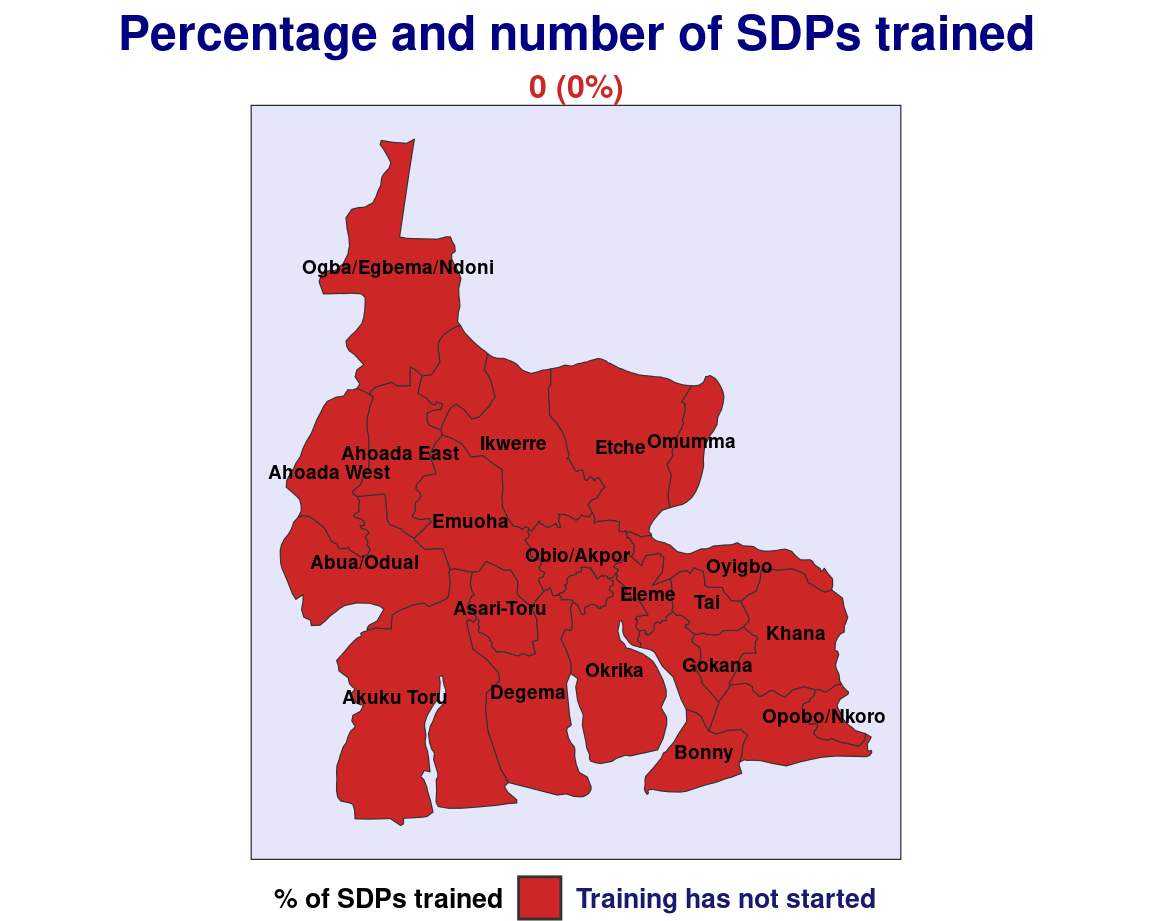 Percentage and number of SDPs trained
0 (0%)
Ogba/Egbema/Ndoni
Ikwerre
Etche
Omumma
Ahoada East
Ahoada West
Emuoha
Obio/Akpor
Abua/Odual
Oyigbo
Eleme
Tai
Asari-Toru
Khana
Gokana
Okrika
Degema
Akuku Toru
Opobo/Nkoro
Bonny
% of SDPs trained Training has not started